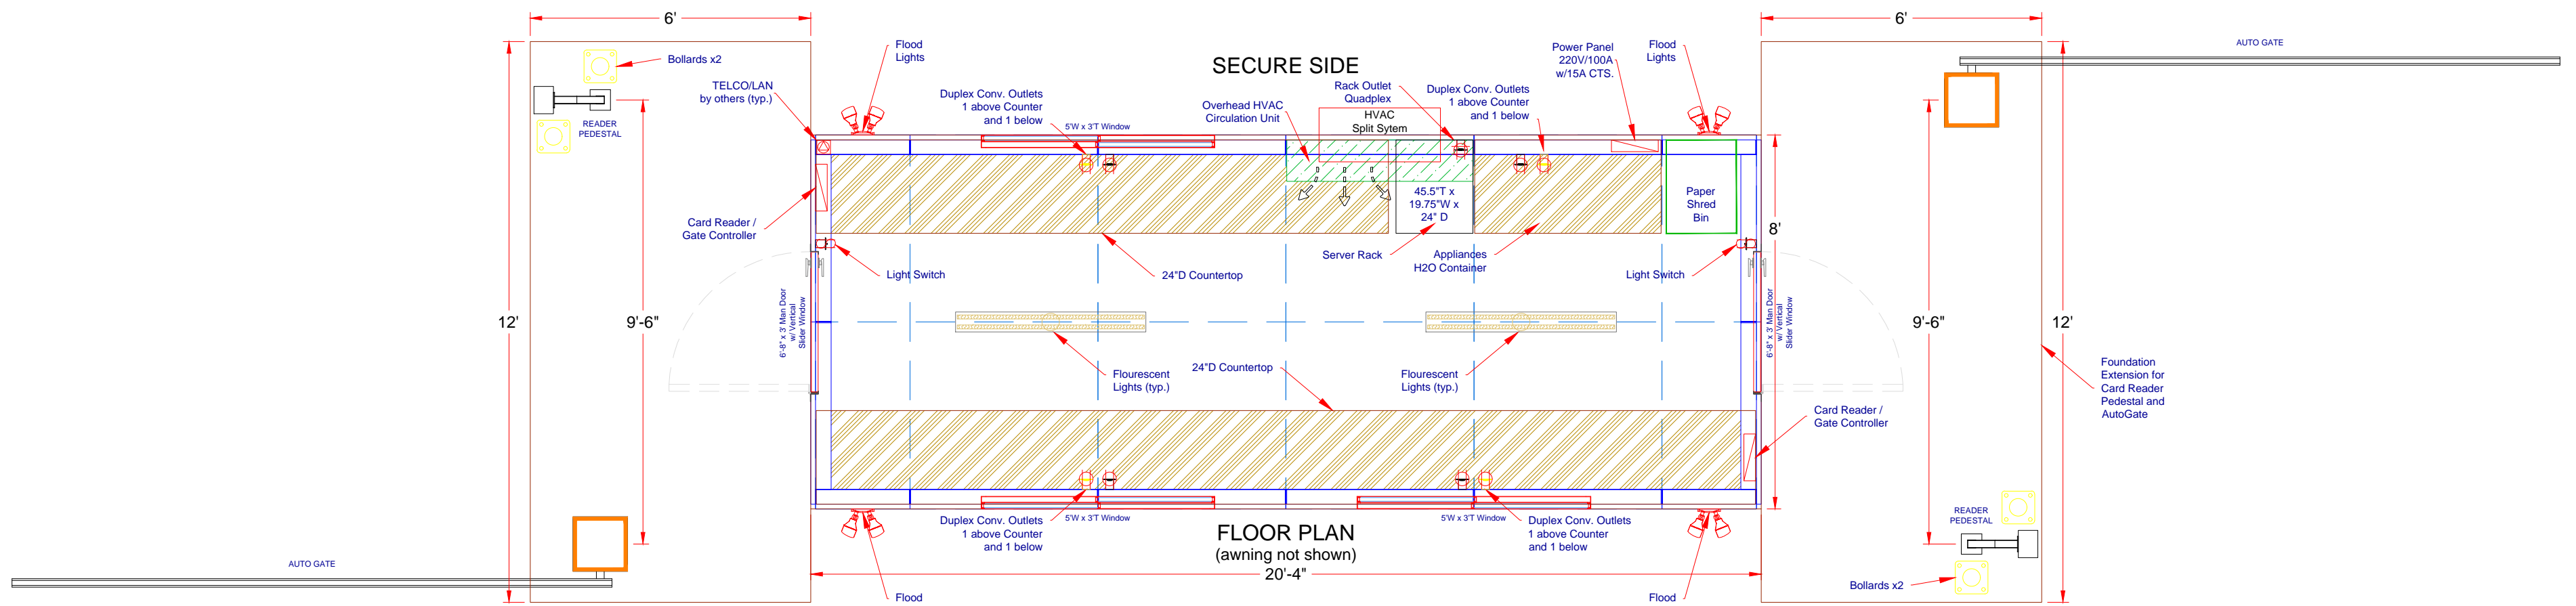 6'
6'
AUTO GATE
Flood
Lights
Bollards x2
SECURE SIDE
Power Panel
220V/100A
w/15A CTS.
Flood
Lights
TELCO/LAN
by others (typ.)
READER
PEDESTAL
Duplex Conv. Outlets
1 above Counter
and 1 below
5'W x 3'T Window
Overhead HVAC
Circulation Unit
Rack Outlet
Quadplex
HVAC
Split Sytem
Duplex Conv. Outlets
1 above Counter
and 1 below
45.5"T x
19.75"W x
24" D
Paper
Shred
Bin
Card Reader /
Gate Controller
8'
Light Switch
24"D Countertop
Server Rack
Appliances
H2O Container
Light Switch
12'
9'-6"
6'-8" x 3' Man Door
w/ Vertical
Slider Window
6'-8" x 3' Man Door
w/ Vertical
Slider Window
9'-6"
12'
Flourescent
Lights (typ.)
24"D Countertop
Flourescent
Lights (typ.)
Foundation
Extension for
Card Reader
Pedestal and
AutoGate
Card Reader /
Gate Controller
READER
PEDESTAL
Duplex Conv. Outlets
1 above Counter
and 1 below
5'W x 3'T Window
FLOOR PLAN
(awning not shown)
5'W x 3'T Window
Duplex Conv. Outlets
1 above Counter
and 1 below
AUTO GATE
20'-4"
Bollards x2
Flood
Flood